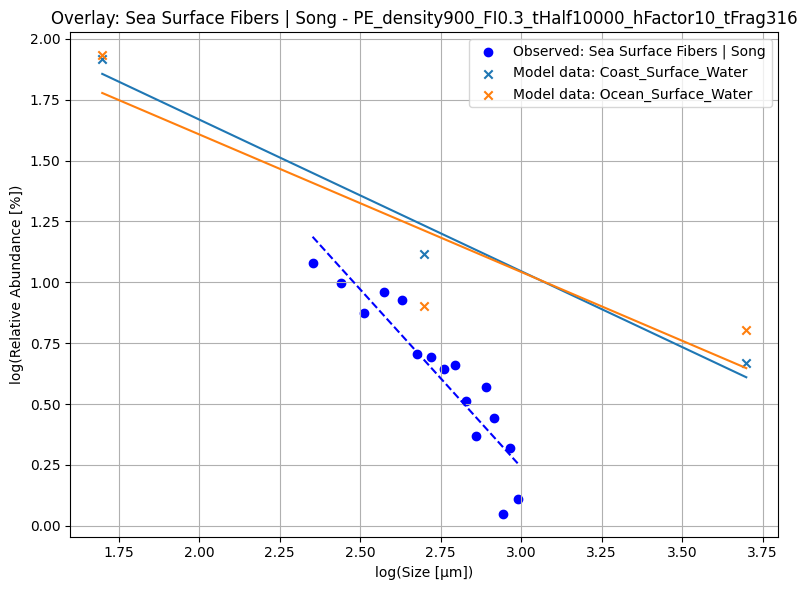 Overlay: Sea Surface Fibers | Song - PE_density900_FI0.3_tHalf10000_hFactor10_tFrag316
Observed: Sea Surface Fibers | Song
Model data: Coast_Surface_Water
Model data: Ocean_Surface_Water
log(Relative Abundance [%])
2.00
1.75
1.50
1.25
1.00
0.75
0.50
0.25
0.00
1.75 2.00 2.25 2.50 2.75 3.00 3.25 3.50 3.75
log(Size [μm])